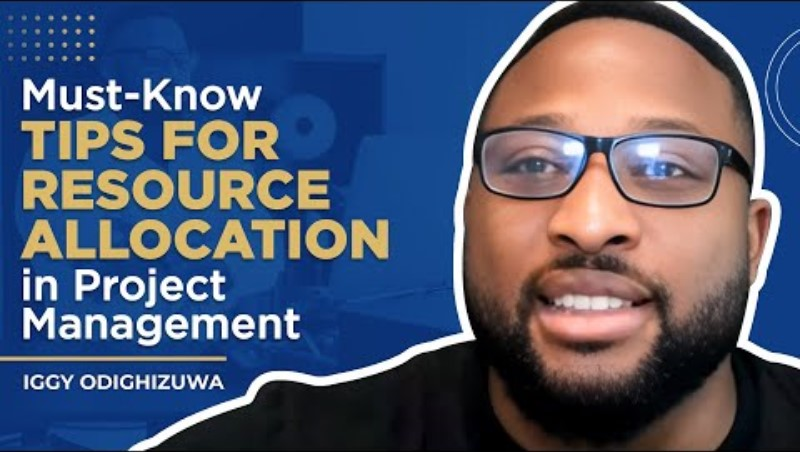 Must-Know
TIPS FOR
RESOURCE
ALLOCATION
in Project
Management
IGGY ODIGHIZUWA